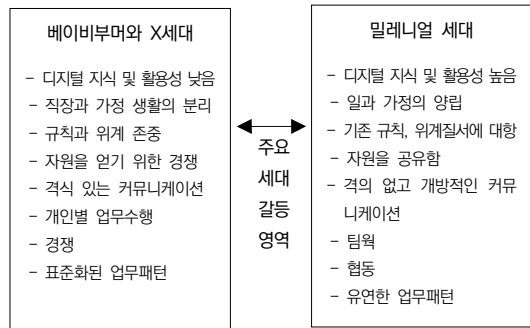 베이비부머와 X세대
- 디지털 지식 및 활용성 낮음
- 직장과 가정 생활의 분리
- 규칙과 위계 존중
- 자원을 얻기 위한 경쟁
- 격식 있는 커뮤니케이션
- 개인별 업무수행
- 경쟁
- 표준화된 업무패턴
주요
세대
갈등
영역
밀레니얼 세대
- 디지털 지식 및 활용성 높음
- 일과 가정의 양립
- 기존 규칙, 위계질서에 대항
- 자원을 공유함
- 격의 없고 개방적인 커뮤
니케이션
- 팀웍
- 협동
- 유연한 업무패턴